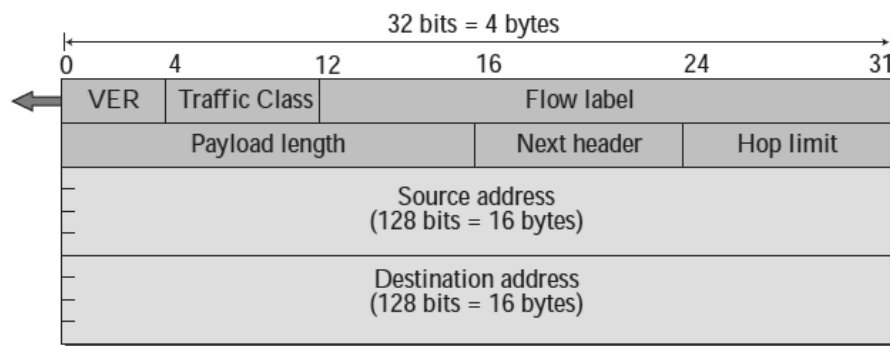 32 bits = 4 bytes
0 4 12 16 24 31
VER Traffic Class Flow label
Payload length Next header Hop limit
Source address
(128 bits = 16 bytes)
Destination address
(128 bits = 16 bytes)